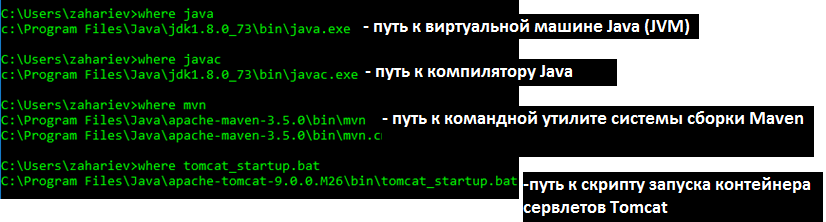 C:\Users\zahariev>where java
c:\Program Files\Java\jdk1.8.0_73\bin\java.exe - путь к виртуальной машине Java (JVM)
C:\Users\zahariev>where javac
c:\Program Files\Java\jdk1.8.0_73\bin\javac.exe - путь к компилятору Java
C:\Users\zahariev>where mvn
C:\Program Files\Java\apache-maven-3.5.0\bin\mvn - путь к командной утилите системы сборки Maven
C:\Program Files\Java\apache-maven-3.5.0\bin\mvn.c
C:\Users\zahariev>where tomcat_startup.bat
C:\Program Files\Java\apache-tomcat-9.0.0.M26\bin\tomcat_startup.bat -путь к скрипту запуска контейнера
сервлетов Tomcat